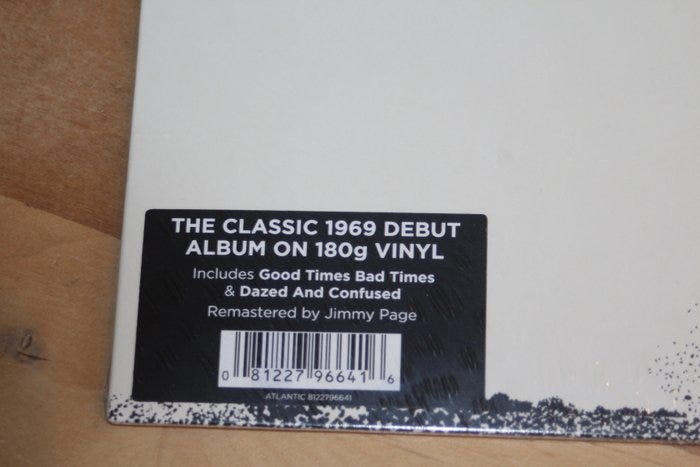 THE CLASSIC 1969 DEBUT
ALBUM ON 180g VINYL
Includes Good Times Bad Times
& Dazed And Confused
Remastered by Jimmy Page
0 81227 96641 6
ATLANTIC 8122796641